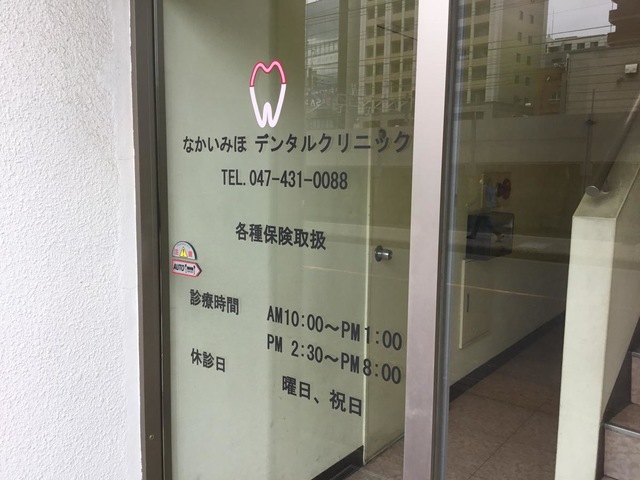 なかいみほ デンタルクリニック
TEL.047-431-0088
各種保険取扱
AUTO
診療時間 AM10:00～PM1:00
PM 2:30～PM8:00
休診日 曜日、祝日